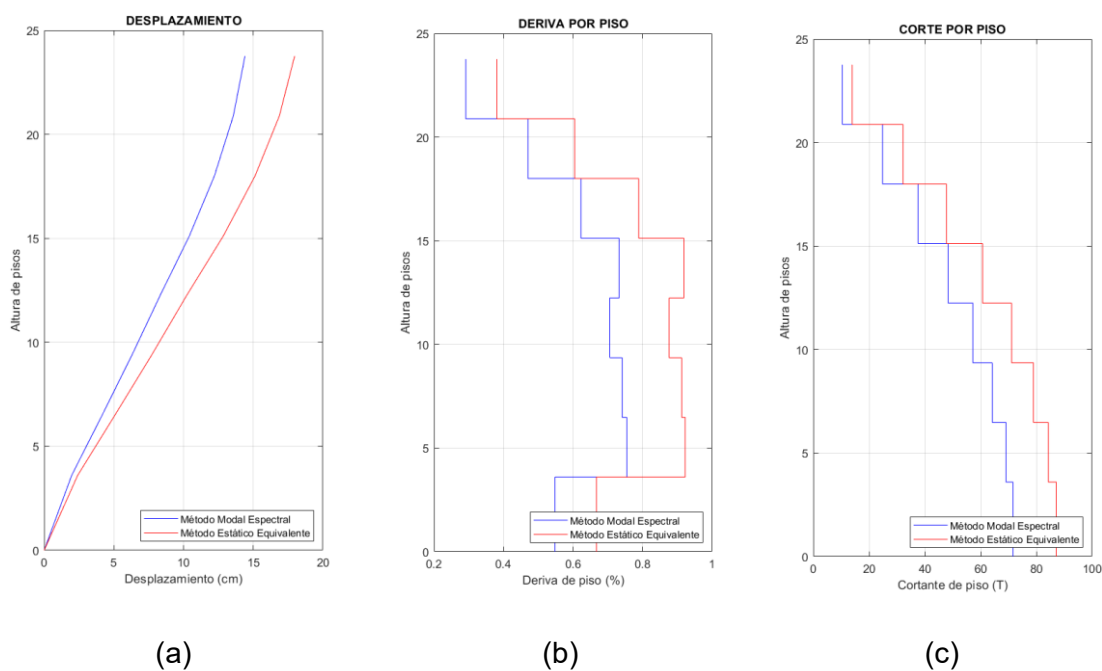 DESPLAZAMIENTO
25
20
15
10
5
0
Altura de pisos
0 5 10 15 20
Desplazamiento (cm)
Método Modal Espectral
Método Estático Equivalente
(a)
DERIVA POR PISO
25
20
15
10
5
0
Altura de pisos
0.2 0.4 0.6 0.8 1
Deriva de piso (%)
Método Modal Espectral
Método Estático Equivalente
(b)
CORTE POR PISO
25
20
15
10
5
0
Altura de pisos
0 20 40 60 80 100
Cortante de piso (T)
Método Modal Espectral
Método Estático Equivalente
(c)